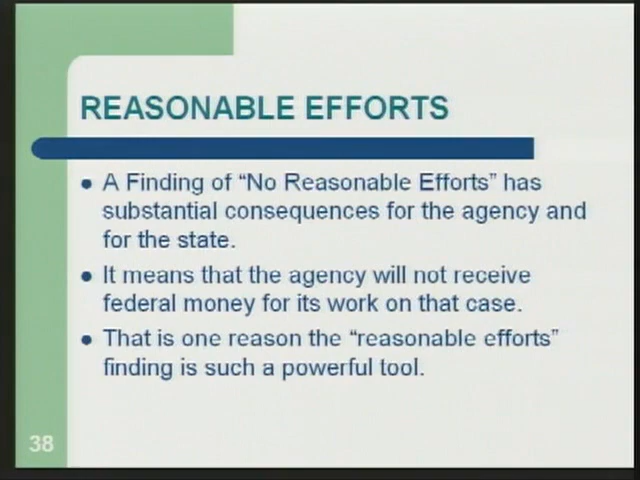 REASONABLE EFFORTS
● A Finding of “No Reasonable Efforts” has
substantial consequences for the agency and
for the state.
● It means that the agency will not receive
federal money for its work on that case.
● That is one reason the “reasonable efforts”
finding is such a powerful tool.
38